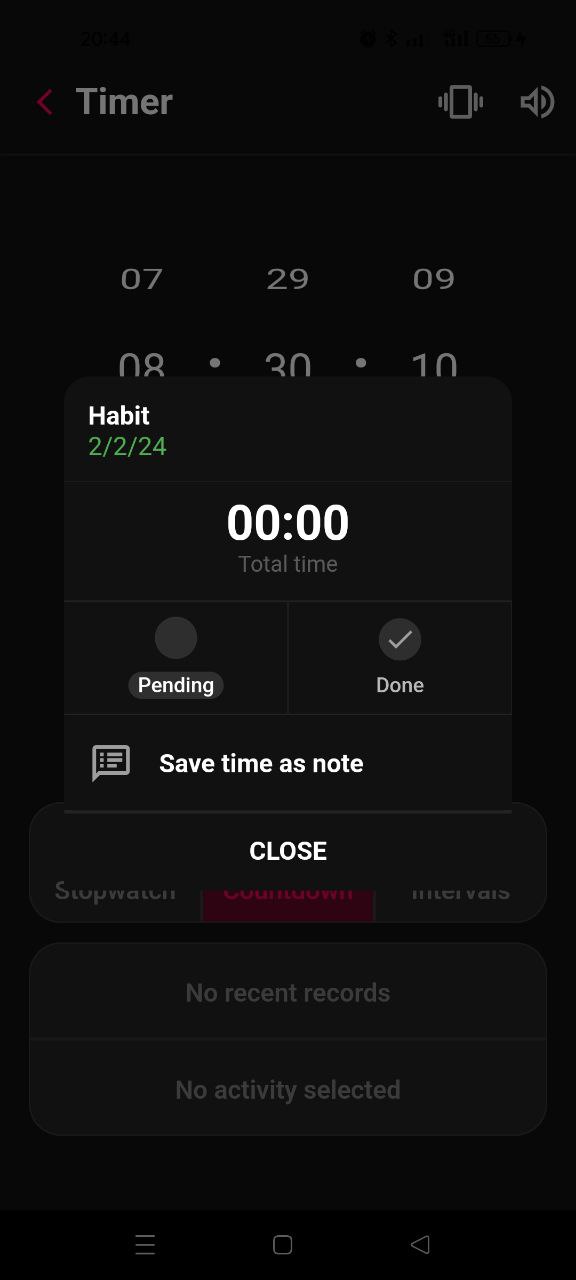 20:44
Timer
07 29 09
08 • 30 • 10
Habit
2/2/24
00:00
Total time
Pending Done
Save time as note
CLOSE
Stopwatch Countdown Intervals
No recent records
No activity selected